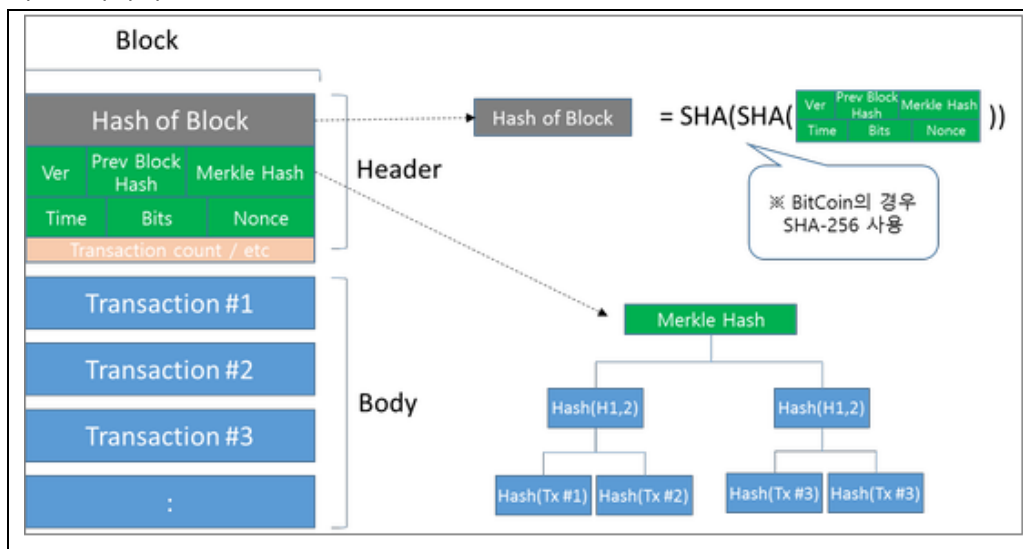 Block
Hash of Block
Ver
Prev Block
Hash
Merkle Hash
Time
Bits
Nonce
Transaction count / etc
Header
Transaction #1
Transaction #2
Transaction #3
:
Body
Hash of Block
= SHA(SHA(
Ver
Prev Block
Hash
Merkle Hash
Time
Bits
Nonce
))
※ BitCoin의 경우
SHA-256 사용
Merkle Hash
Hash(H1,2)
Hash(H1,2)
Hash(Tx #1)
Hash(Tx #2)
Hash(Tx #3)
Hash(Tx #3)